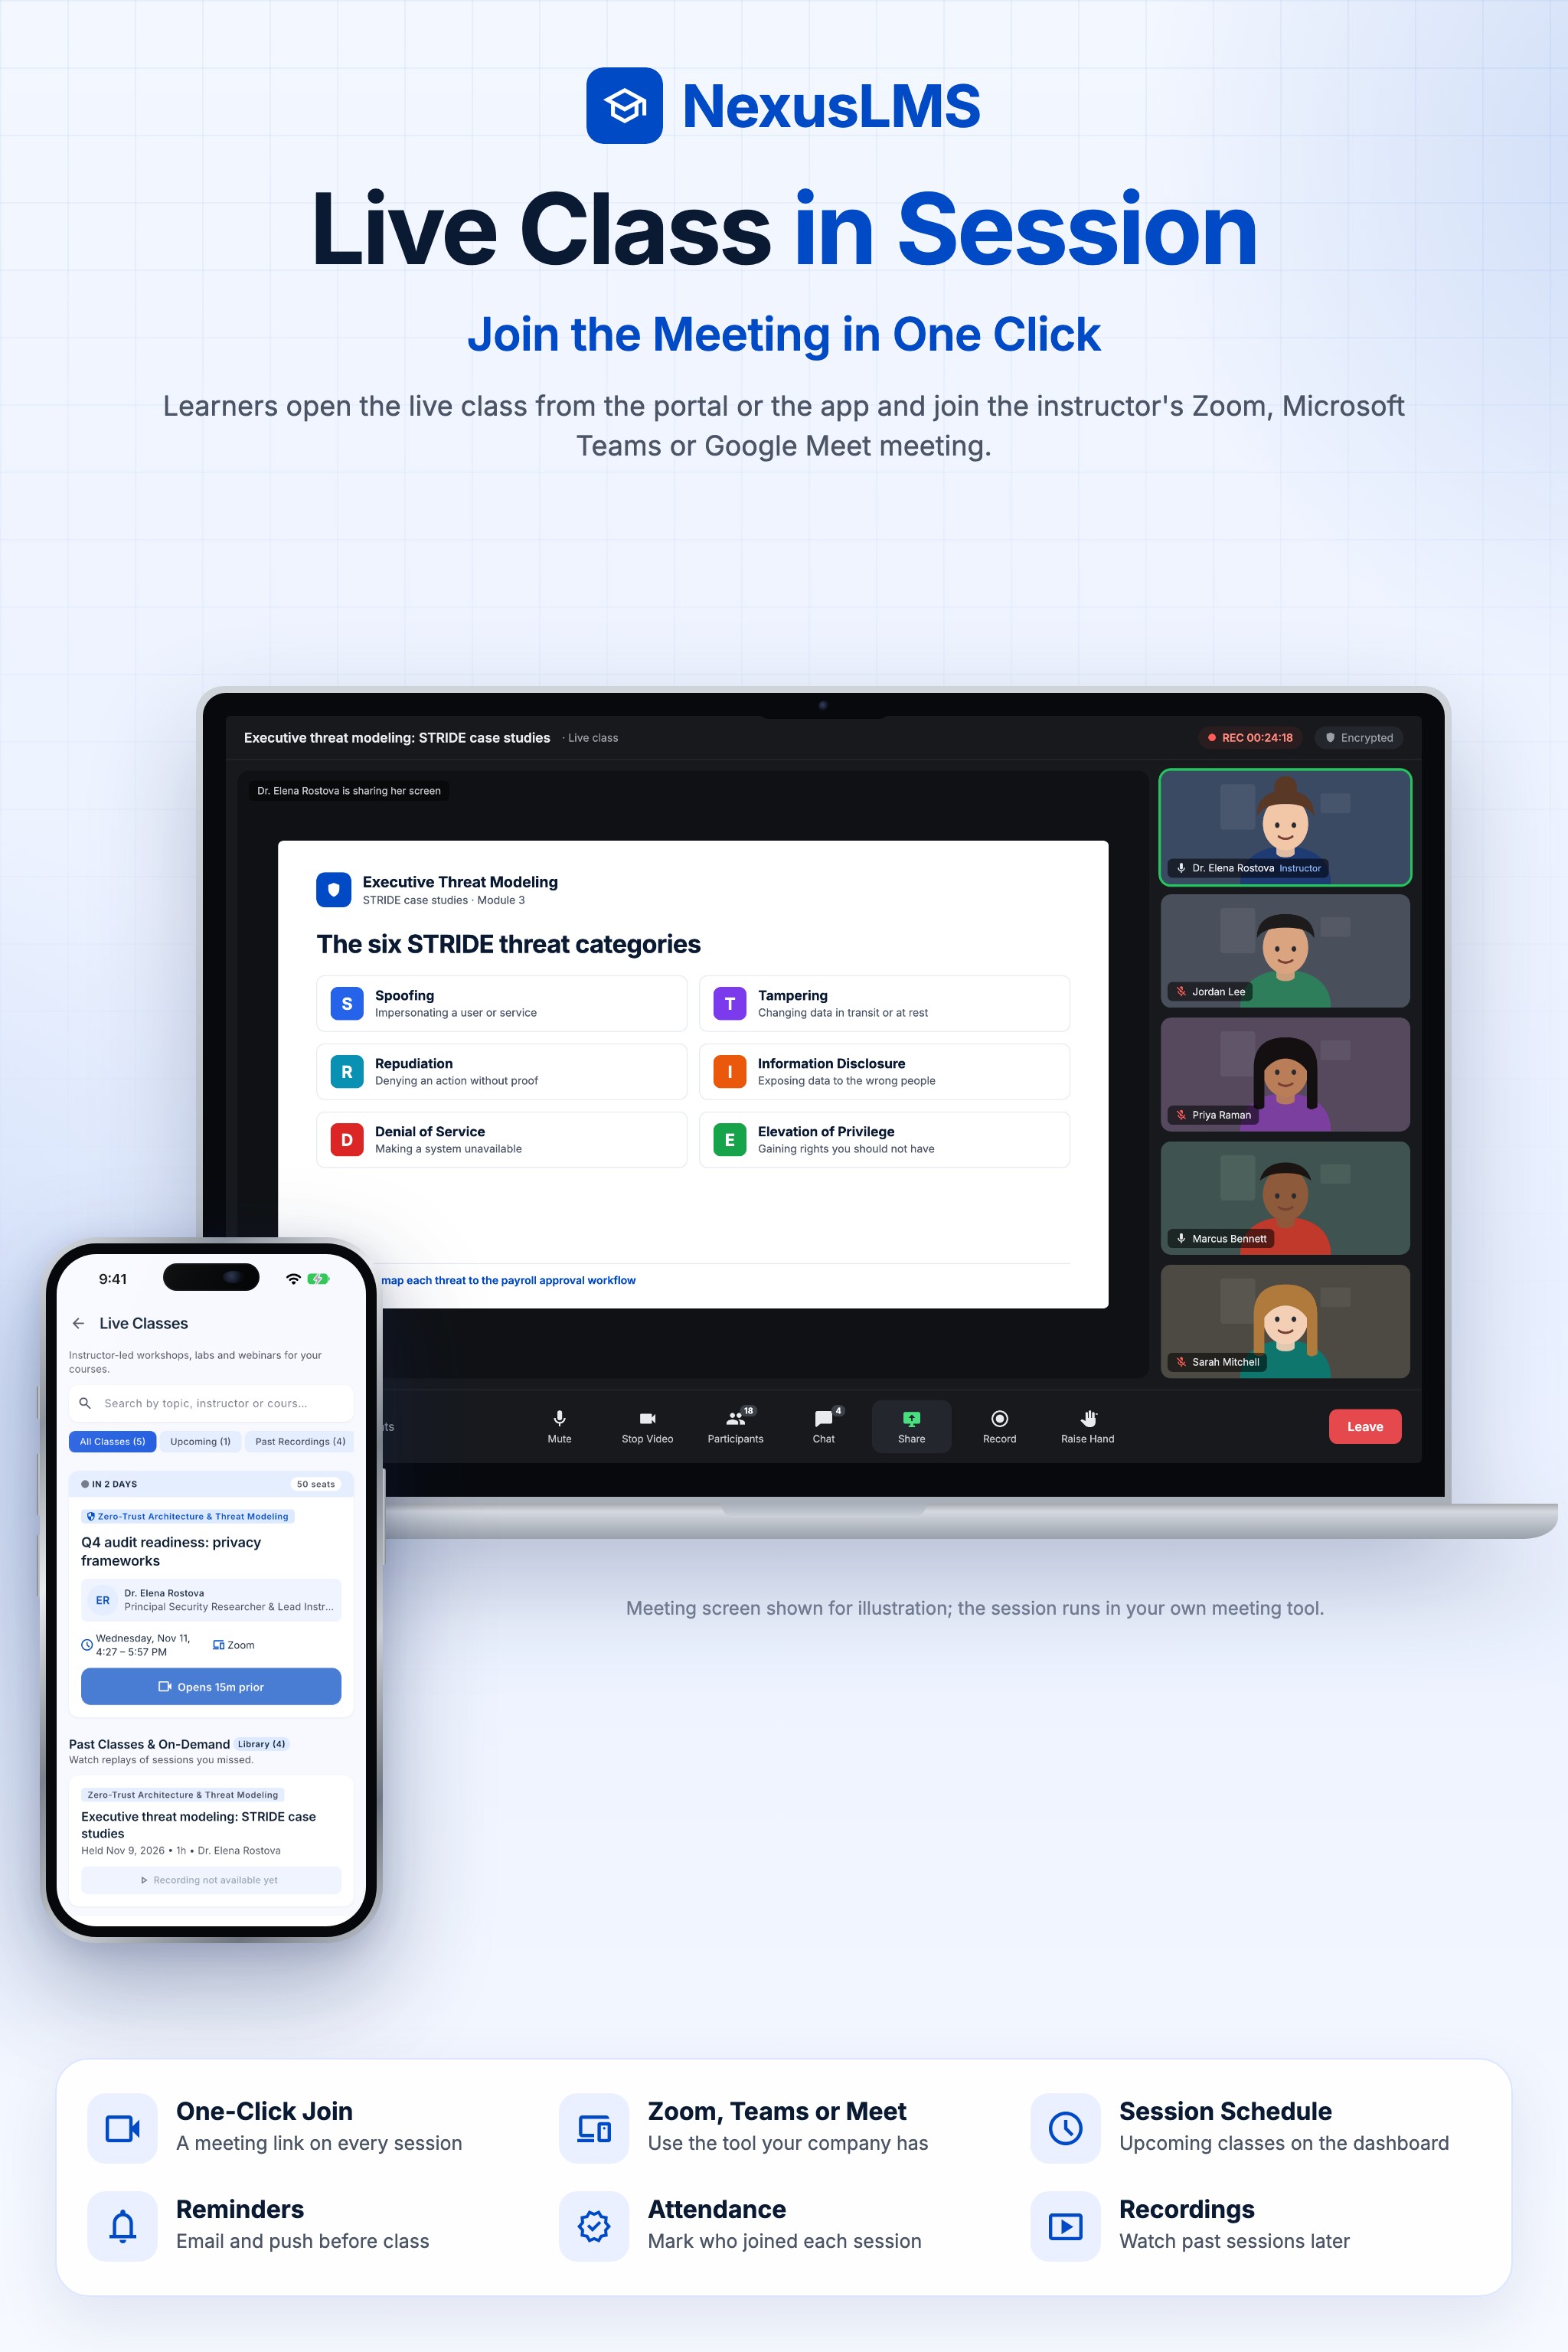 NexusLMS
Live Class in Session
Join the Meeting in One Click
Learners open the live class from the portal or the app and join the instructor's Zoom, Microsoft
Teams or Google Meet meeting.
Executive threat modeling: STRIDE case studies · Live class
REC 00:24:18
Encrypted
Dr. Elena Rostova is sharing her screen
Executive Threat Modeling
STRIDE case studies · Module 3
The six STRIDE threat categories
S
Spoofing
Impersonating a user or service
T
Tampering
Changing data in transit or at rest
R
Repudiation
Denying an action without proof
I
Information Disclosure
Exposing data to the wrong people
D
Denial of Service
Making a system unavailable
E
Elevation of Privilege
Gaining rights you should not have
map each threat to the payroll approval workflow
Dr. Elena Rostova Instructor
Jordan Lee
Priya Raman
Marcus Bennett
Sarah Mitchell
Mute
Stop Video
18
Participants
4
Chat
Share
Record
Raise Hand
Leave
9:41
Live Classes
Instructor-led workshops, labs and webinars for your
courses.
Search by topic, instructor or cours...
All Classes (5)
Upcoming (1)
Past Recordings (4)
IN 2 DAYS
50 seats
Zero-Trust Architecture & Threat Modeling
Q4 audit readiness: privacy
frameworks
ER
Dr. Elena Rostova
Principal Security Researcher & Lead Instr...
Wednesday, Nov 11,
4:27 – 5:57 PM
Zoom
Opens 15m prior
Past Classes & On-Demand Library (4)
Watch replays of sessions you missed.
Zero-Trust Architecture & Threat Modeling
Executive threat modeling: STRIDE case
studies
Held Nov 9, 2026 • 1h • Dr. Elena Rostova
Recording not available yet
Meeting screen shown for illustration; the session runs in your own meeting tool.
One-Click Join
A meeting link on every session
Zoom, Teams or Meet
Use the tool your company has
Session Schedule
Upcoming classes on the dashboard
Reminders
Email and push before class
Attendance
Mark who joined each session
Recordings
Watch past sessions later